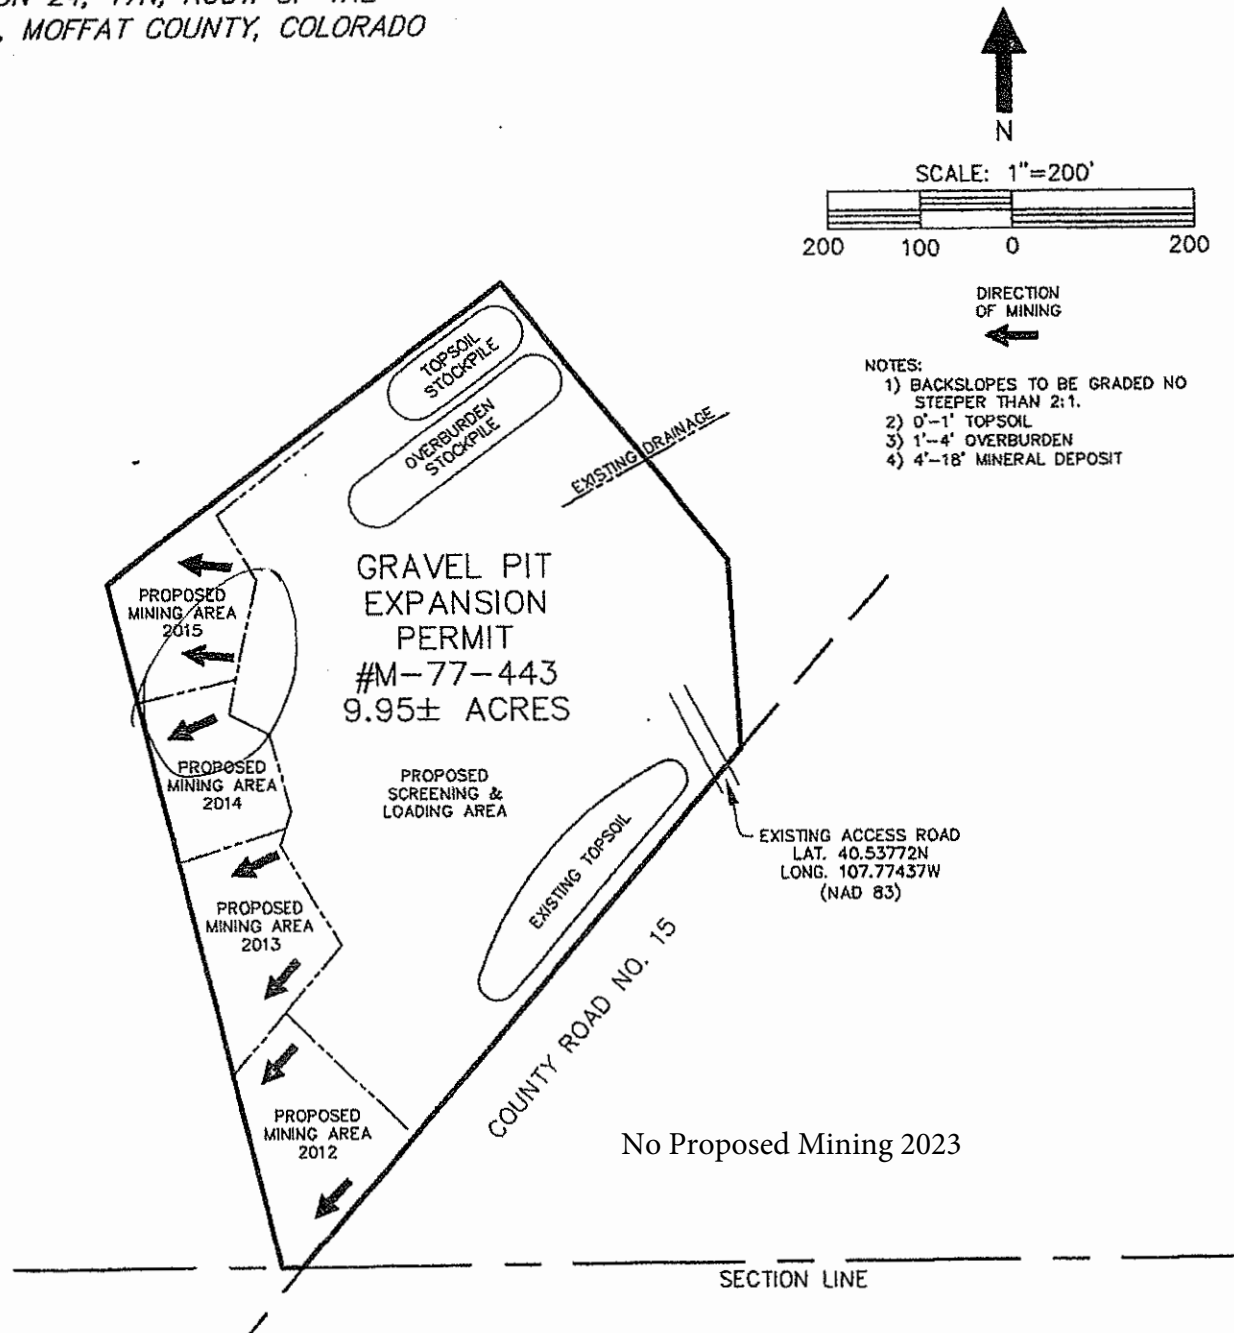 MOFFAT COUNTY, COLORADO
N
SCALE: 1"=200'
200 100 0 200
DIRECTION
OF MINING
NOTES:
1) BACKSLOPES TO BE GRADED NO
STEEPER THAN 2:1.
2) 0'-1' TOPSOIL
3) 1'-4' OVERBURDEN
4) 4'-18' MINERAL DEPOSIT
TOPSOIL
STOCKPILE
OVERBURDEN
STOCKPILE
EXISTING DRAINAGE
GRAVEL PIT
EXPANSION
PERMIT
#M-77-443
9.95± ACRES
PROPOSED
MINING AREA
2015
PROPOSED
MINING AREA
2014
PROPOSED
SCREENING &
LOADING AREA
EXISTING TOPSOIL
EXISTING ACCESS ROAD
LAT. 40.53772N
LONG. 107.77437W
(NAD 83)
PROPOSED
MINING AREA
2013
COUNTY ROAD NO. 15
PROPOSED
MINING AREA
2012
No Proposed Mining 2023
SECTION LINE